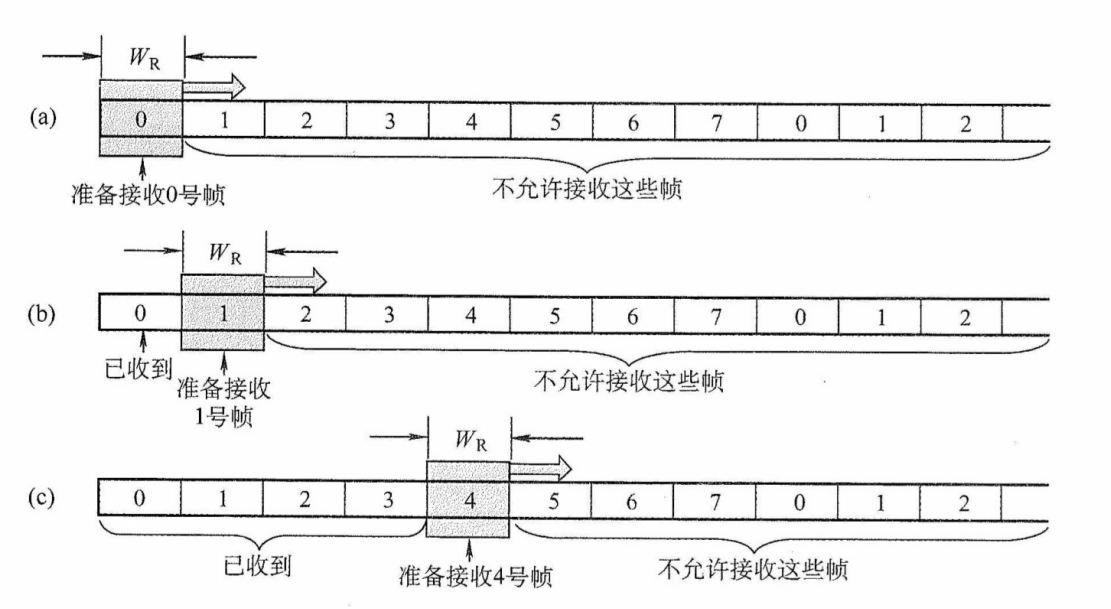 W_R
(a) 0 1 2 3 4 5 6 7 0 1 2
准备接收0号帧
不允许接收这些帧
W_R
(b) 0 1 2 3 4 5 6 7 0 1 2
已收到
准备接收
1号帧
不允许接收这些帧
W_R
(c) 0 1 2 3 4 5 6 7 0 1 2
已收到
准备接收4号帧
不允许接收这些帧